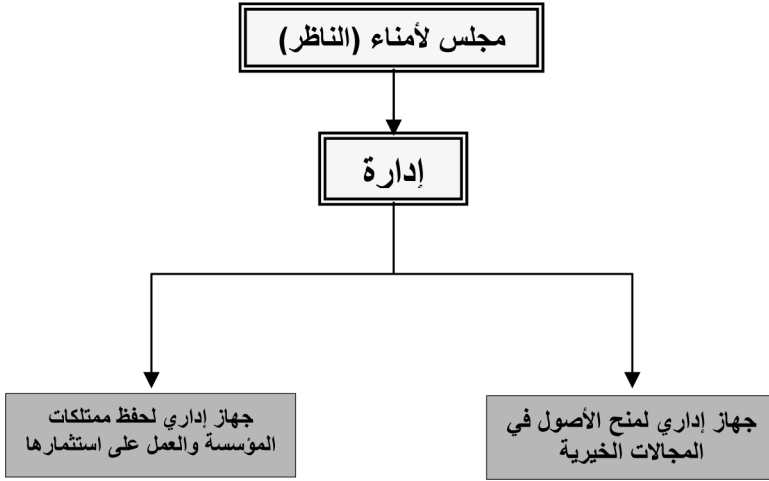 مجلس لأمناء (الناظر)
إدارة
جهاز إداري لمنح الأصول في
المجالات الخيرية
جهاز إداري لحفظ ممتلكات
المؤسسة والعمل على استثمارها